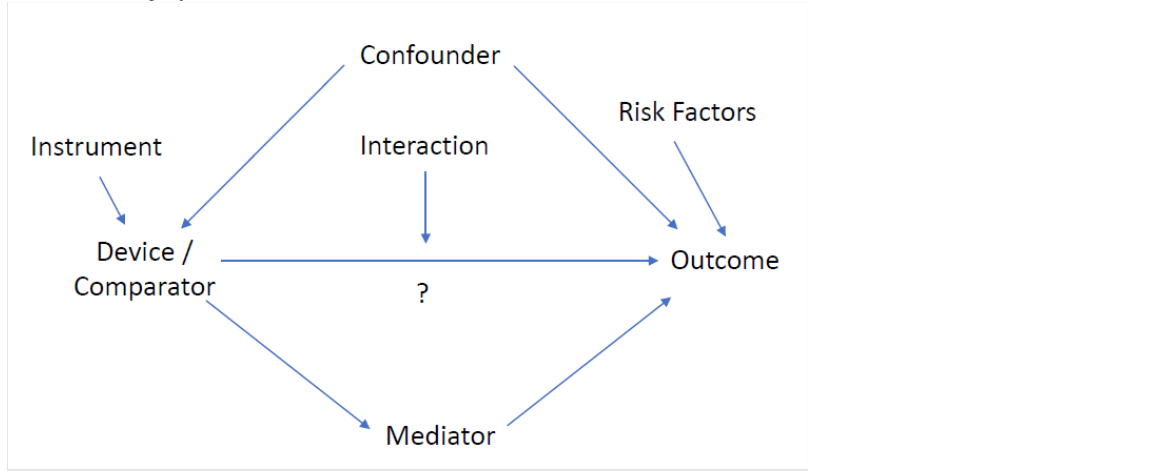 Confounder
Risk Factors
Instrument
Interaction
Device /
Comparator
Outcome
?
Mediator